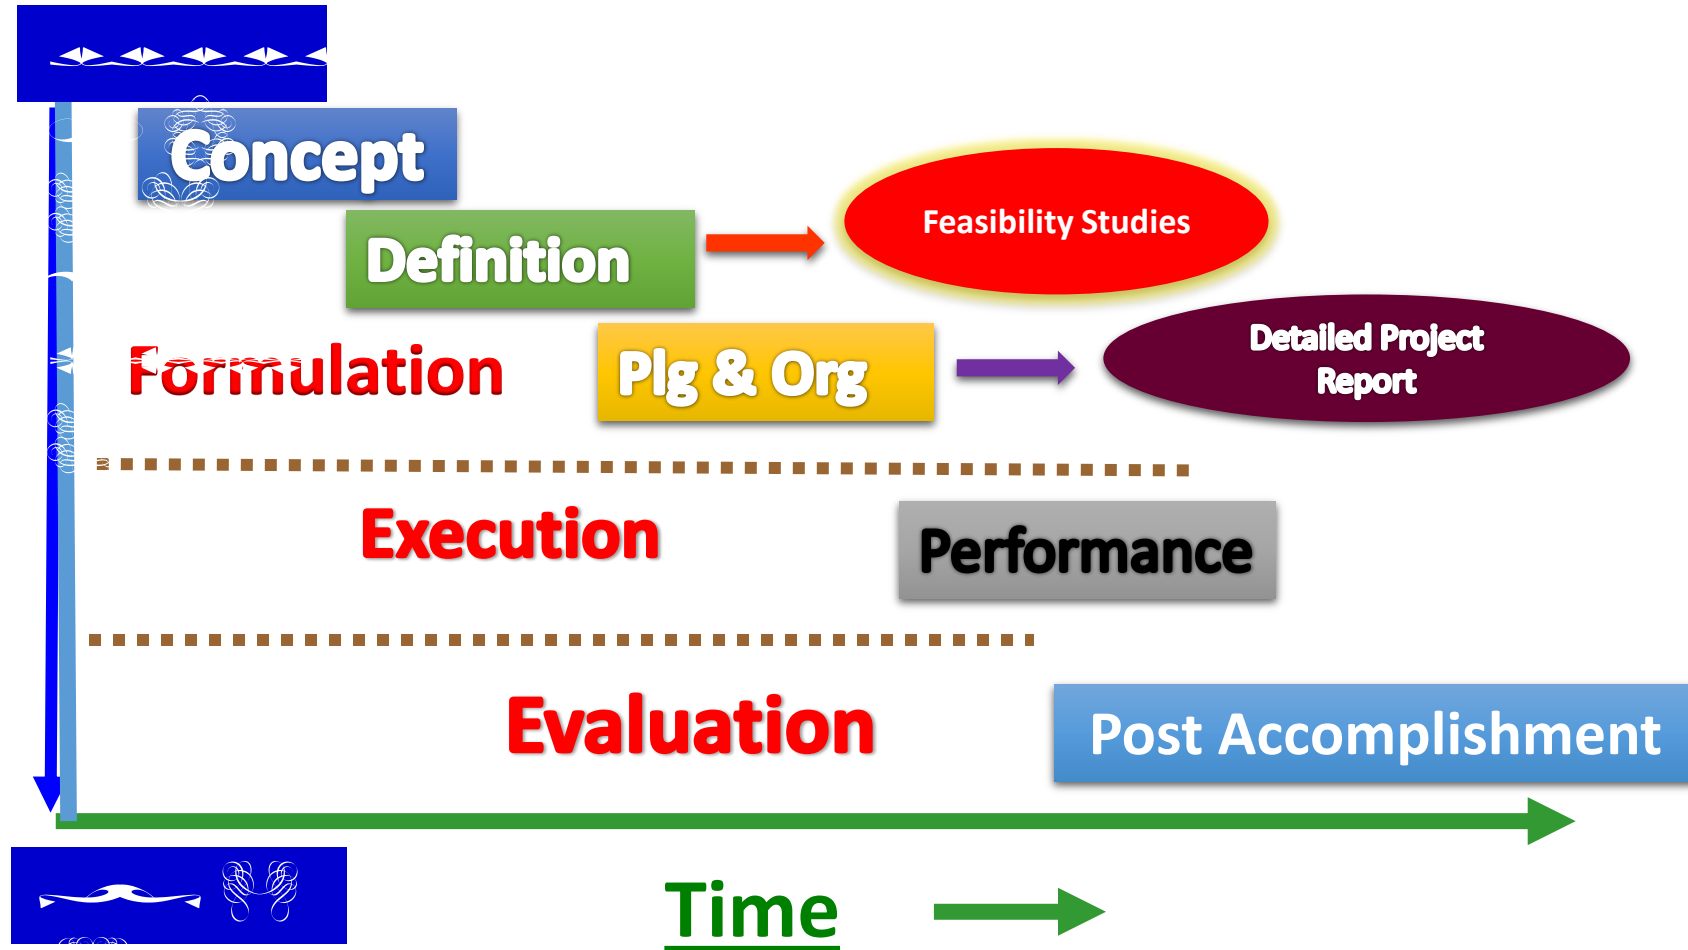 Concept
Definition
Feasibility Studies
Formulation
Plg & Org
Detailed Project
Report
Execution
Performance
Evaluation
Post Accomplishment
Time